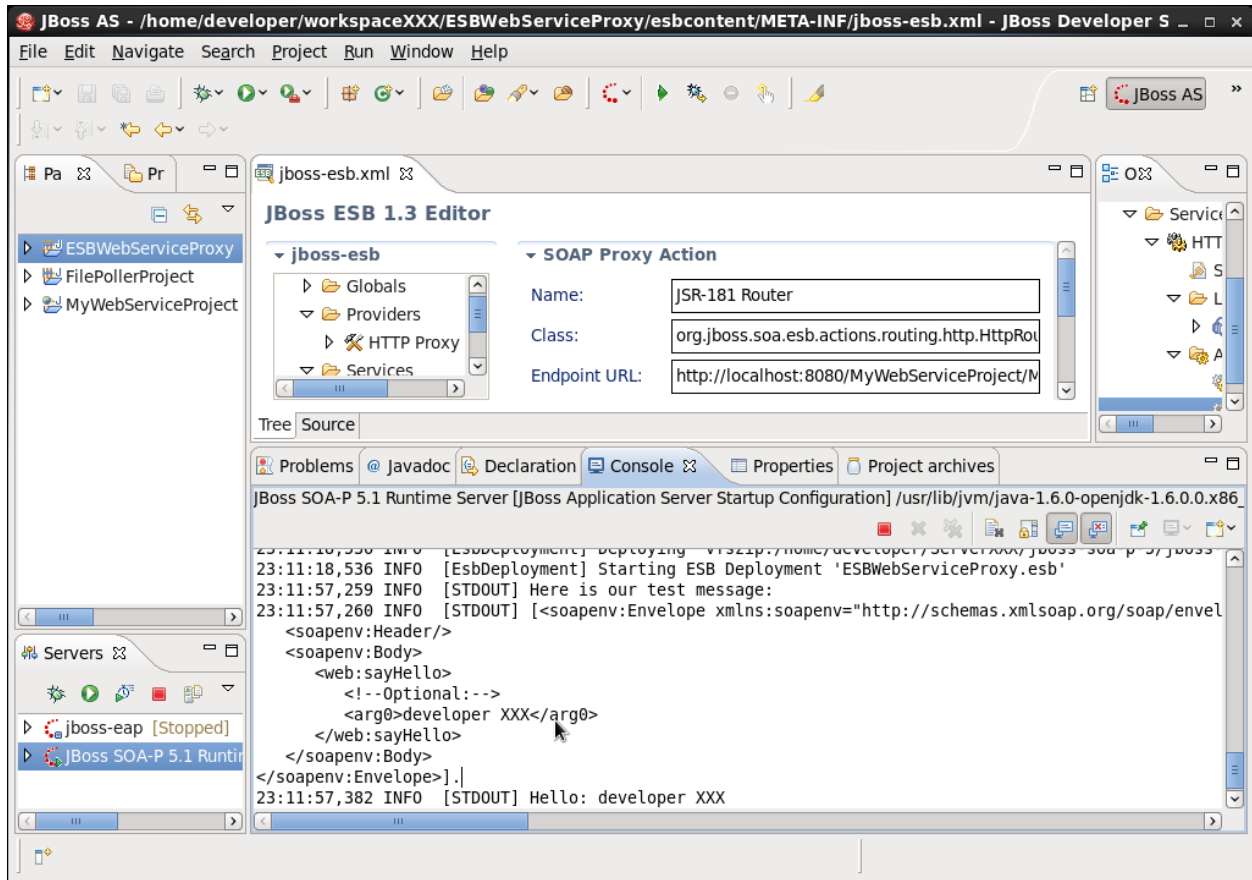 JBoss AS - /home/developer/workspaceXXX/ESBWebServiceProxy/esbcontent/META-INF/jboss-esb.xml - JBoss Developer S
File Edit Navigate Search Project Run Window Help
JBoss AS
Pa
Pr
ESBWebServiceProxy
FilePollerProject
MyWebServiceProject
jboss-esb.xml
JBoss ESB 1.3 Editor
jboss-esb
Globals
Providers
HTTP Proxy
Services
SOAP Proxy Action
Name: JSR-181 Router
Class: org.jboss.soa.esb.actions.routing.http.HttpRou
Endpoint URL: http://localhost:8080/MyWebServiceProject/M
Tree Source
O
Service
HTT
S
L
A
Problems @ Javadoc Declaration Console Properties Project archives
JBoss SOA-P 5.1 Runtime Server [JBoss Application Server Startup Configuration] /usr/lib/jvm/java-1.6.0-openjdk-1.6.0.0.x86_
23:11:18,536 INFO [EsbDeployment] Starting ESB Deployment 'ESBWebServiceProxy.esb'
23:11:57,259 INFO [STDOUT] Here is our test message:
23:11:57,260 INFO [STDOUT] [<soapenv:Envelope xmlns:soapenv="http://schemas.xmlsoap.org/soap/envel
<soapenv:Header/>
<soapenv:Body>
<web:sayHello>
<!--Optional:-->
<arg0>developer XXX</arg0>
</web:sayHello>
</soapenv:Body>
</soapenv:Envelope>].
23:11:57,382 INFO [STDOUT] Hello: developer XXX
Servers
jboss-eap [Stopped]
JBoss SOA-P 5.1 Runtin